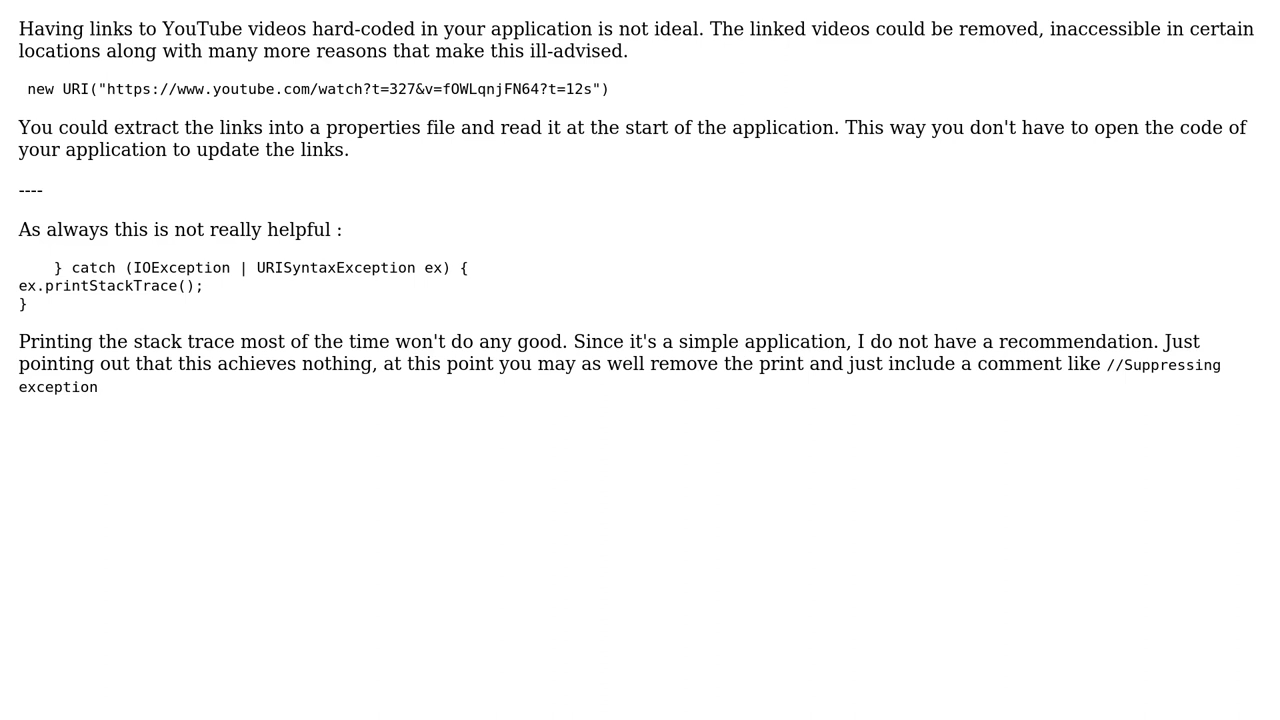 Having links to YouTube videos hard-coded in your application is not ideal. The linked videos could be removed, inaccessible in certain
locations along with many more reasons that make this ill-advised.
new URI("https://www.youtube.com/watch?t=327&v=fOWLqnjFN64?t=12s")
You could extract the links into a properties file and read it at the start of the application. This way you don't have to open the code of
your application to update the links.
----
As always this is not really helpful :
} catch (IOException | URISyntaxException ex) {
ex.printStackTrace();
}
Printing the stack trace most of the time won't do any good. Since it's a simple application, I do not have a recommendation. Just
pointing out that this achieves nothing, at this point you may as well remove the print and just include a comment like //Suppressing
exception